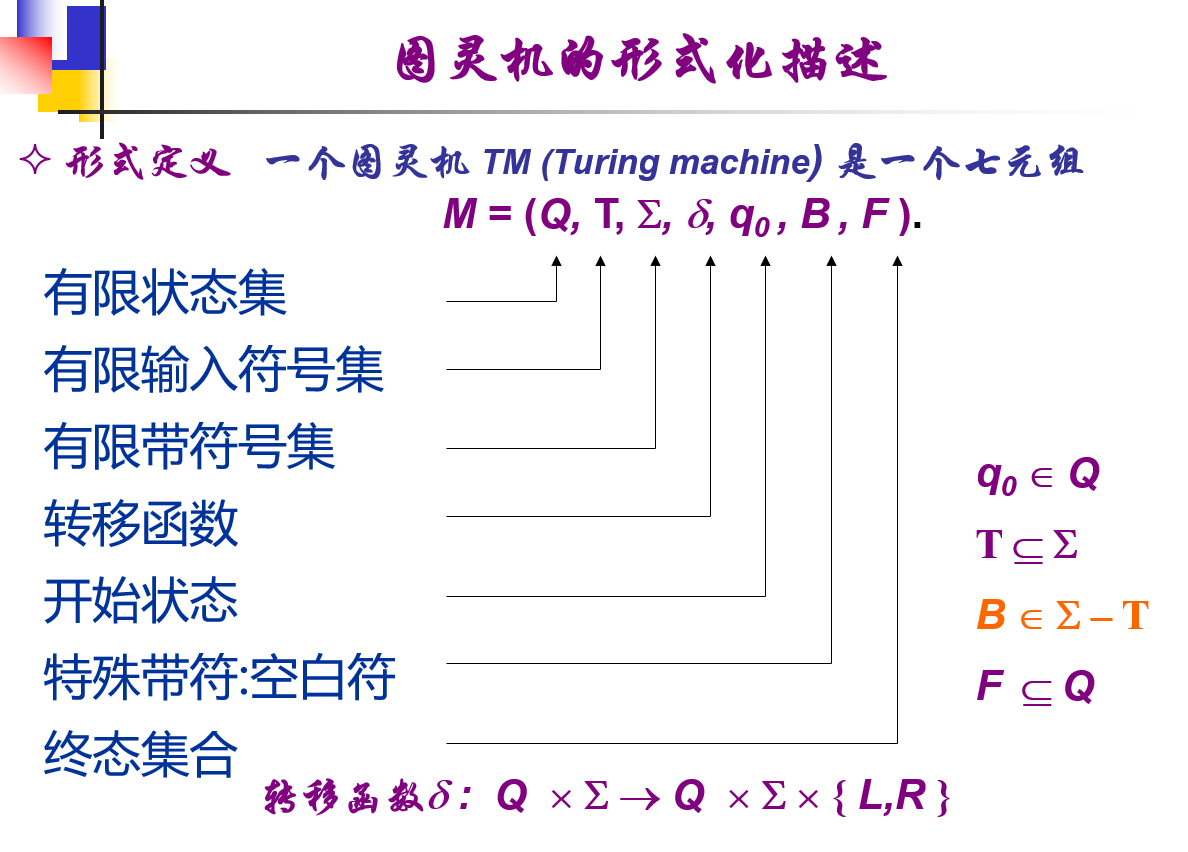 图灵机的形式化描述
✧ 形式定义 一个图灵机 TM (Turing machine) 是一个七元组
M = (Q, T, Σ, δ, q0 , B , F ).
有限状态集
有限输入符号集
有限带符号集
转移函数
开始状态
特殊带符:空白符
终态集合
q0 ∈ Q
T ⊆ Σ
B ∈ Σ – T
F ⊆ Q
转移函数δ : Q × Σ → Q × Σ × { L,R }